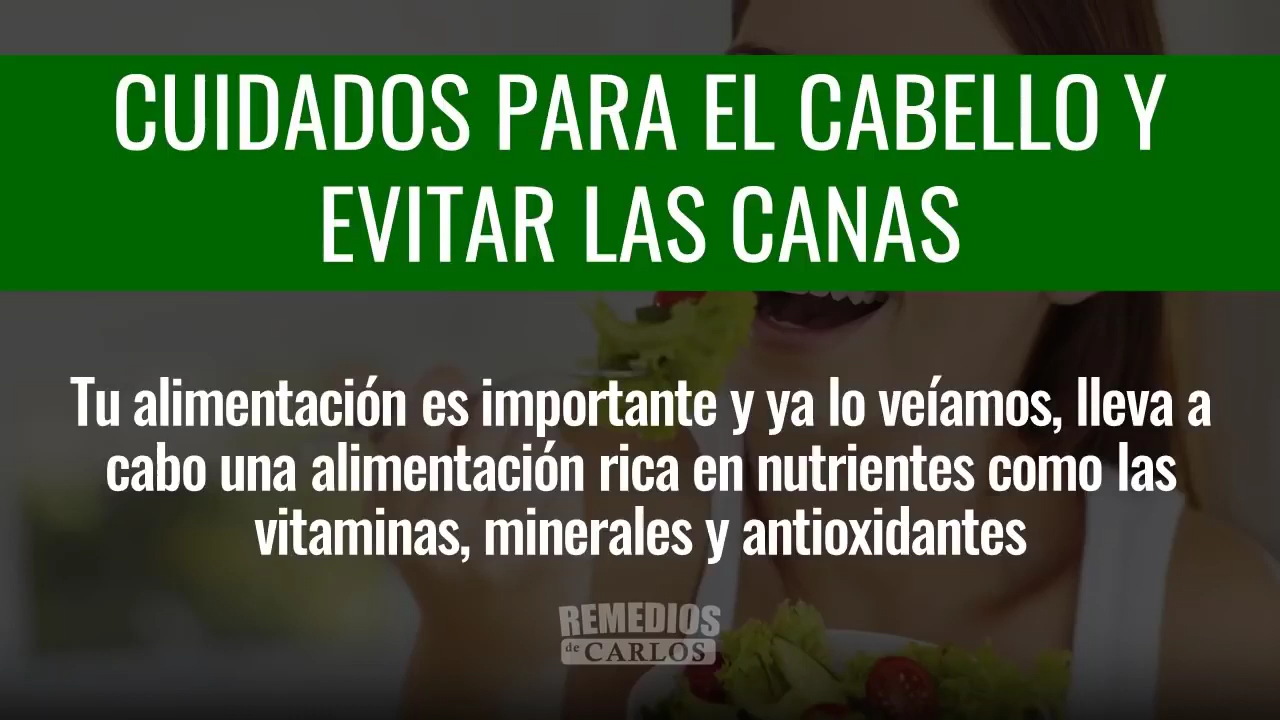 CUIDADOS PARA EL CABELLO Y
EVITAR LAS CANAS
Tu alimentación es importante y ya lo veíamos, lleva a
cabo una alimentación rica en nutrientes como las
vitaminas, minerales y antioxidantes
REMEDIOS
de CARLOS